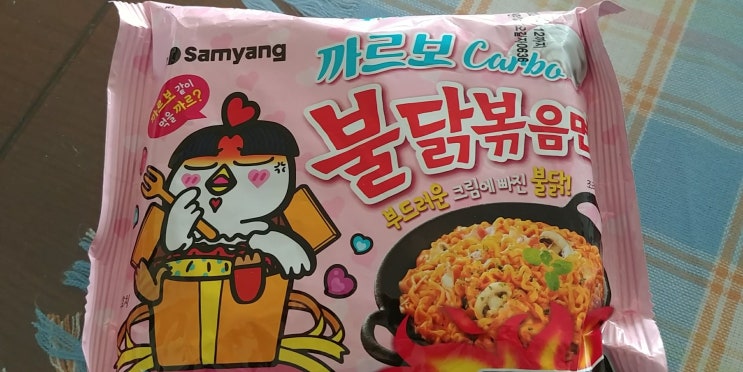 Samyang
까르보 Carbo
불닭볶음면
부드러운 크림에 빠진 불닭!
까르보 같이
먹을 까르?